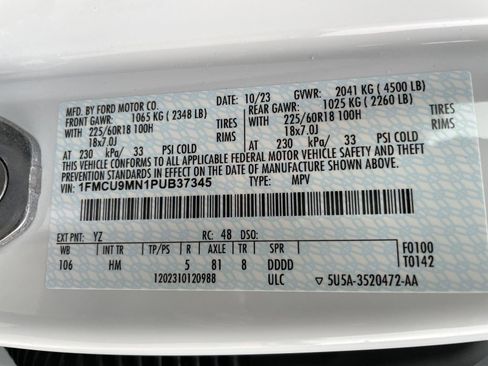 MFD. BY FORD MOTOR CO. 10/23 GVWR: 2041 KG ( 4500 LB)
FRONT GAWR: 1065 KG ( 2348 LB) REAR GAWR: 1025 KG ( 2260 LB)
WITH 225/60R18 100H TIRES WITH 225/60R18 100H TIRES
18x7.0J RIMS 18x7.0J RIMS
AT 230 kPa/ 33 PSI COLD AT 230 kPa/ 33 PSI COLD
THIS VEHICLE CONFORMS TO ALL APPLICABLE FEDERAL MOTOR VEHICLE SAFETY AND THEFT
PREVENTION STANDARDS IN EFFECT ON THE DATE OF MANUFACTURE SHOWN ABOVE.
VIN: 1FMCU9MN1PUB37345 TYPE: MPV
EXT PNT: YZ RC: 48 DSO: F0100
WB INT TR TP/PS R AXLE TR SPR T0142
106 HM 5 81 8 DDDD
1202310120988 ULC ▽ 5U5A-3520472-AA